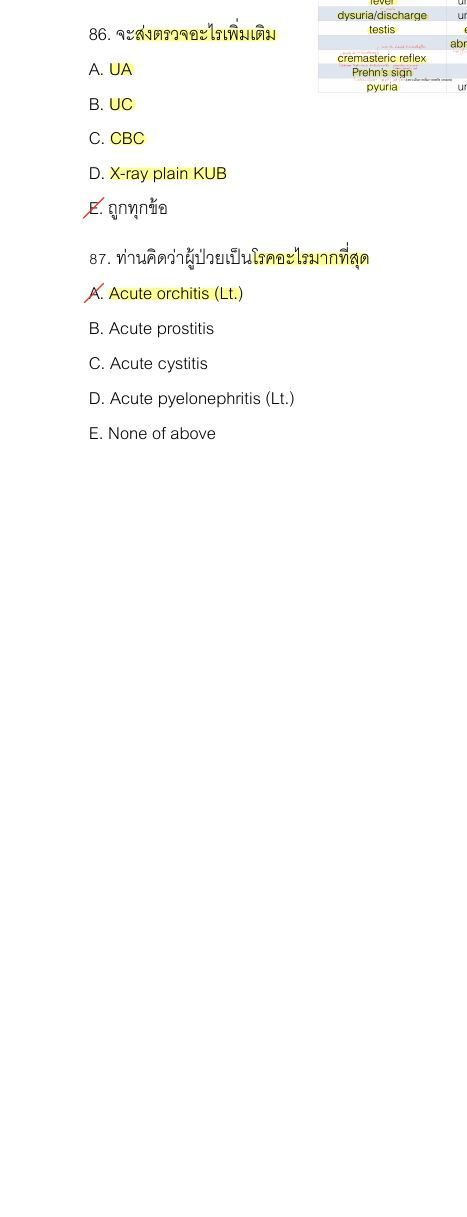 fever
dysuria/discharge
testis
cremasteric reflex
Prehn's sign
pyuria
86. จะส่งตรวจอะไรเพิ่มเติม
A. UA
B. UC
C. CBC
D. X-ray plain KUB
E. ถูกทุกข้อ
87. ท่านคิดว่าผู้ป่วยเป็นโรคอะไรมากที่สุด
A. Acute orchitis (Lt.)
B. Acute prostitis
C. Acute cystitis
D. Acute pyelonephritis (Lt.)
E. None of above